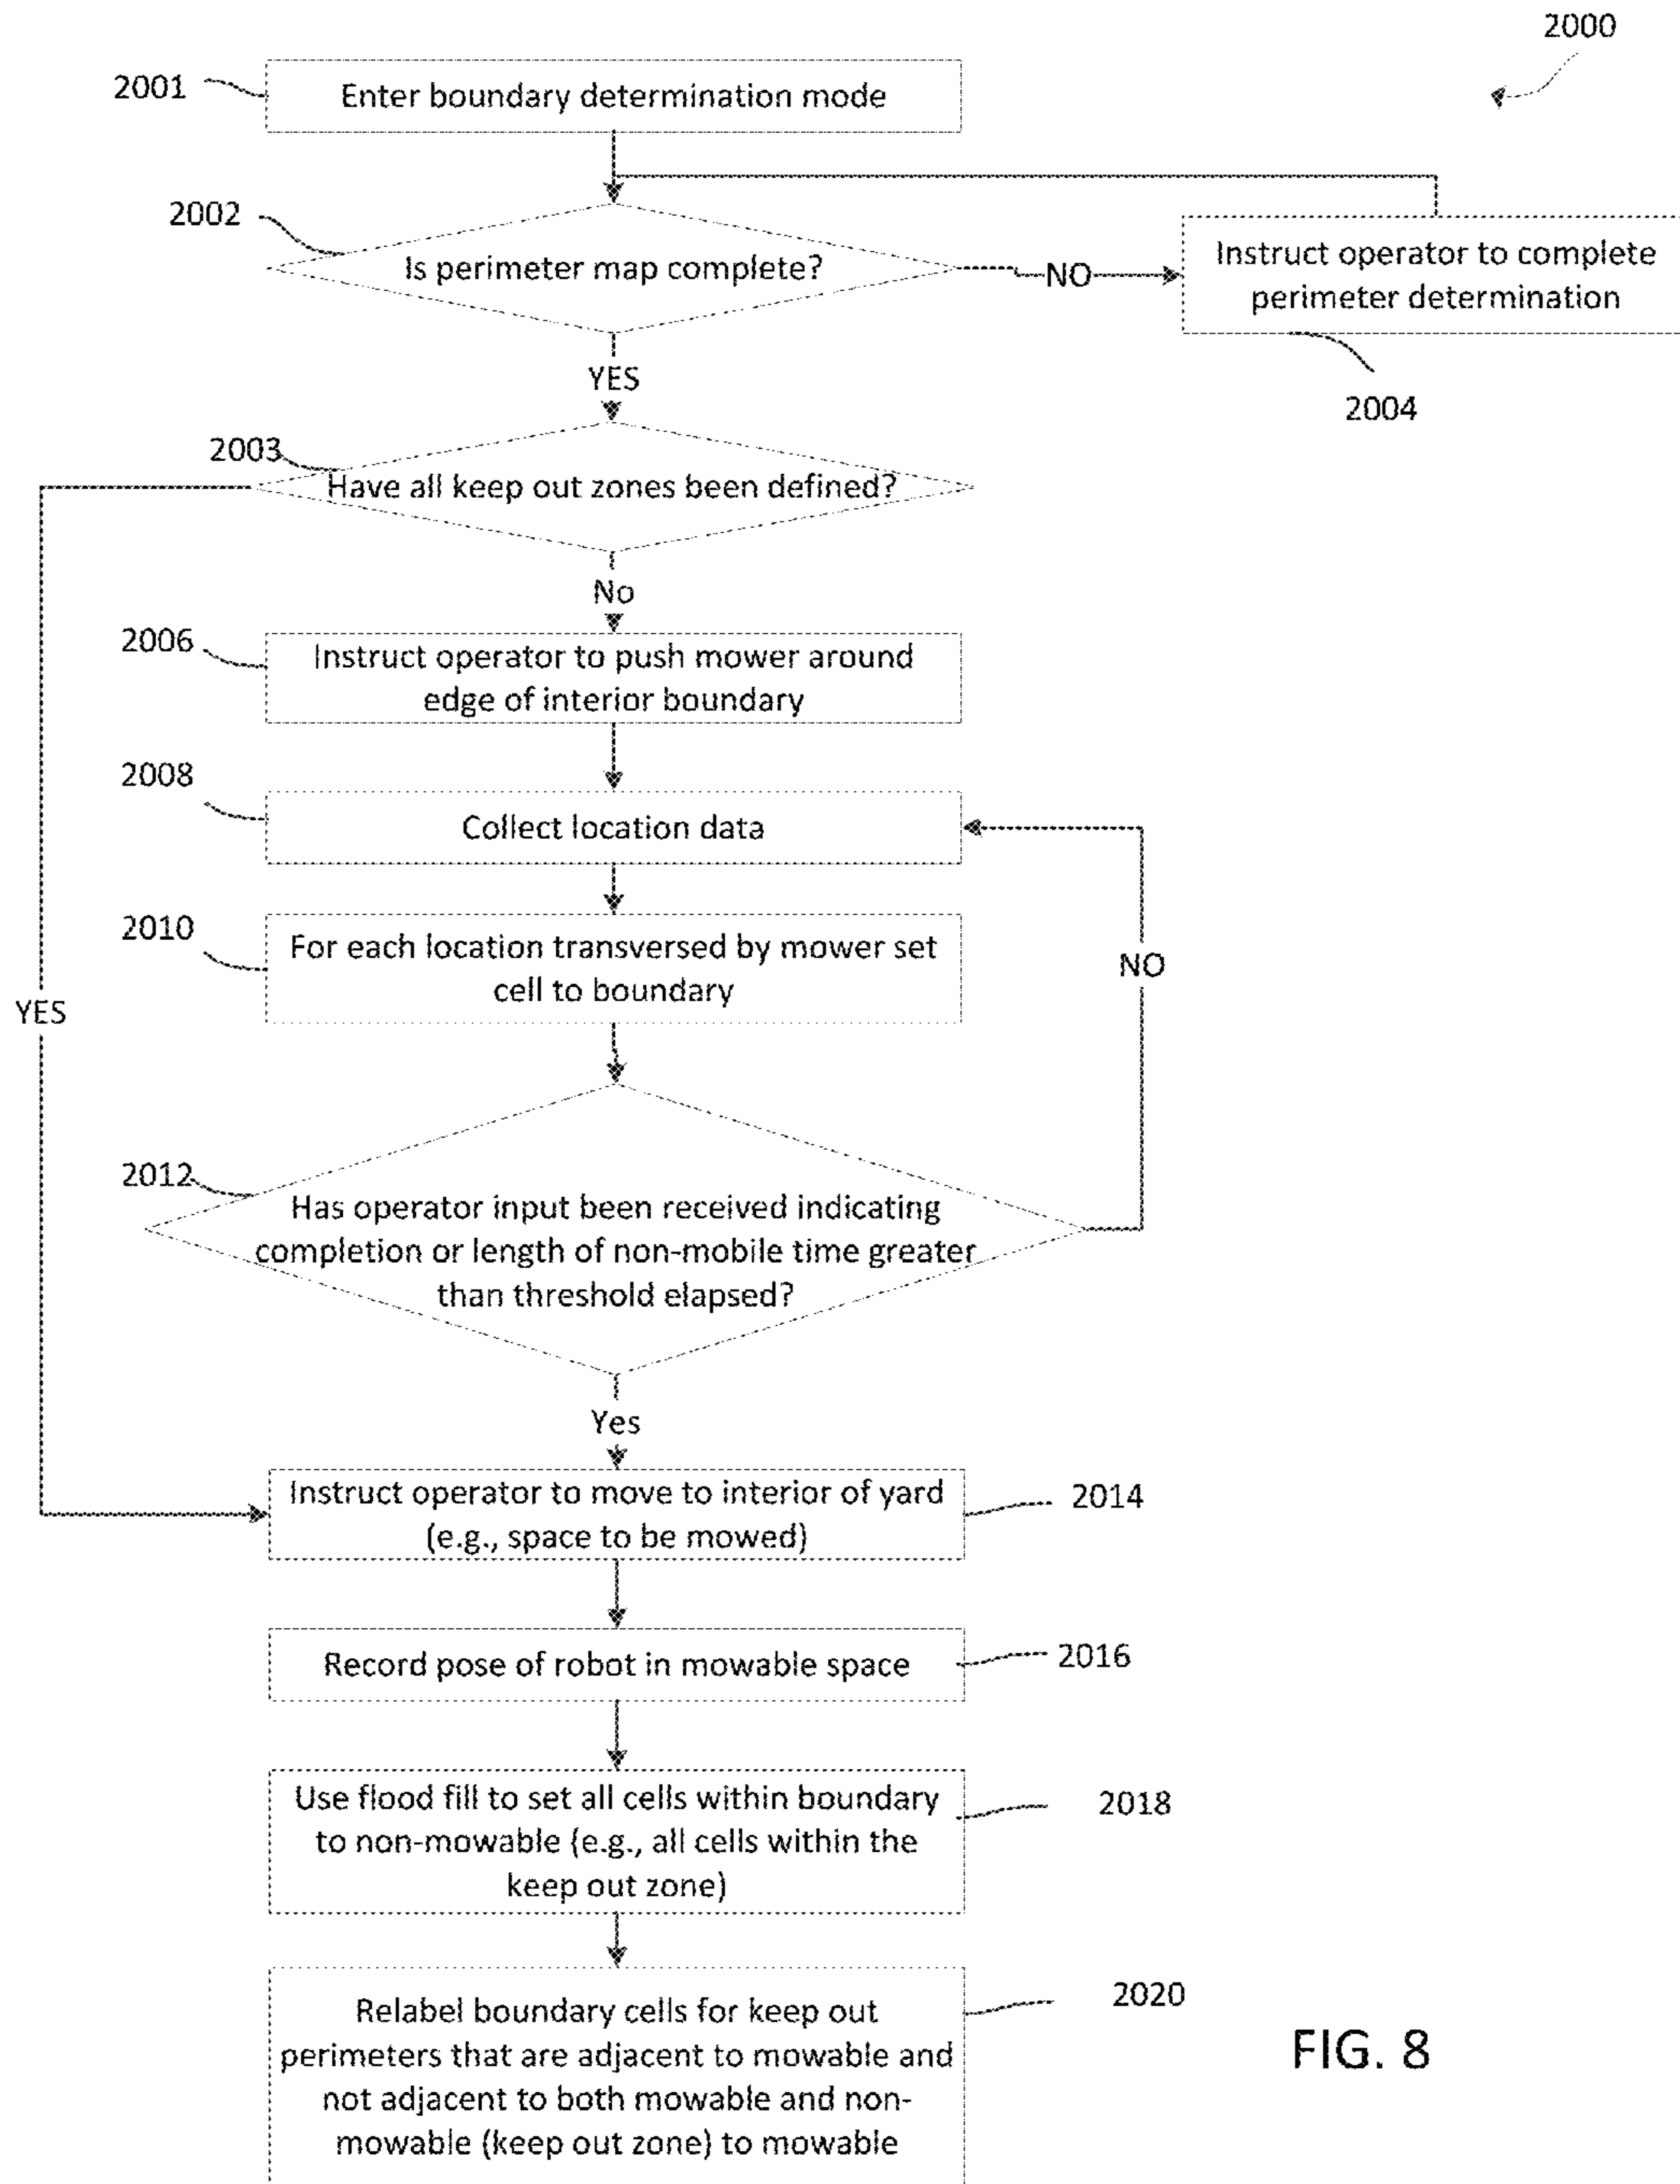 2000
2001
Enter boundary determination mode
2002
Is perimeter map complete?
NO
Instruct operator to complete
perimeter determination
2004
YES
2003
Have all keep out zones been defined?
No
2006
Instruct operator to push mower around
edge of interior boundary
2008
Collect location data
2010
For each location transversed by mower set
cell to boundary
NO
YES
2012
Has operator input been received indicating
completion or length of non-mobile time greater
than threshold elapsed?
Yes
Instruct operator to move to interior of yard
(e.g., space to be mowed)
2014
Record pose of robot in mowable space
2016
Use flood fill to set all cells within boundary
to non-mowable (e.g., all cells within the
keep out zone)
2018
Relabel boundary cells for keep out
perimeters that are adjacent to mowable and
not adjacent to both mowable and non-
mowable (keep out zone) to mowable
2020
FIG. 8